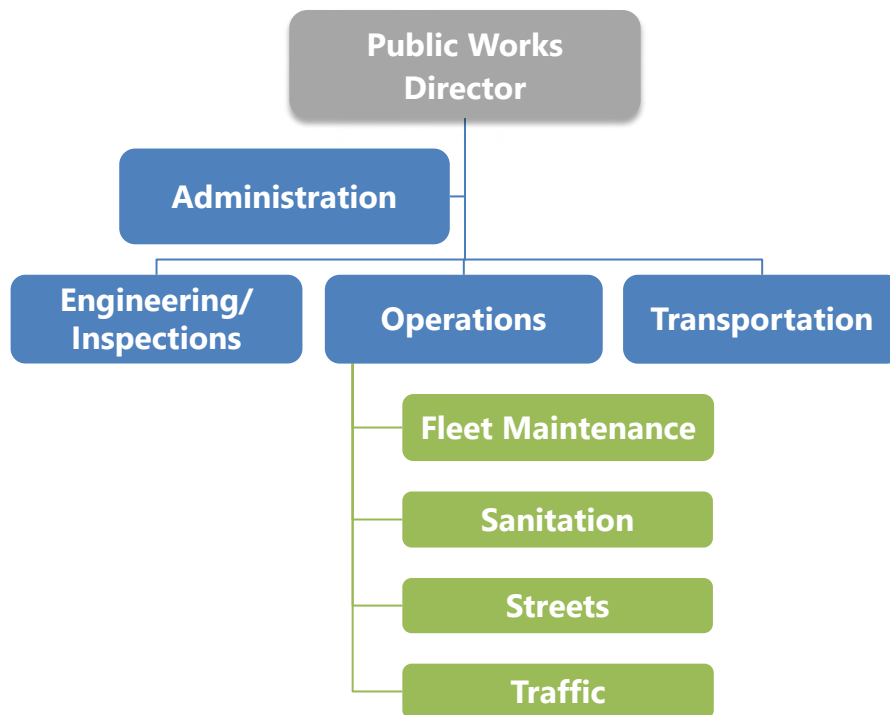 Public Works
Director
Administration
Engineering/
Inspections
Operations
Transportation
Fleet Maintenance
Sanitation
Streets
Traffic